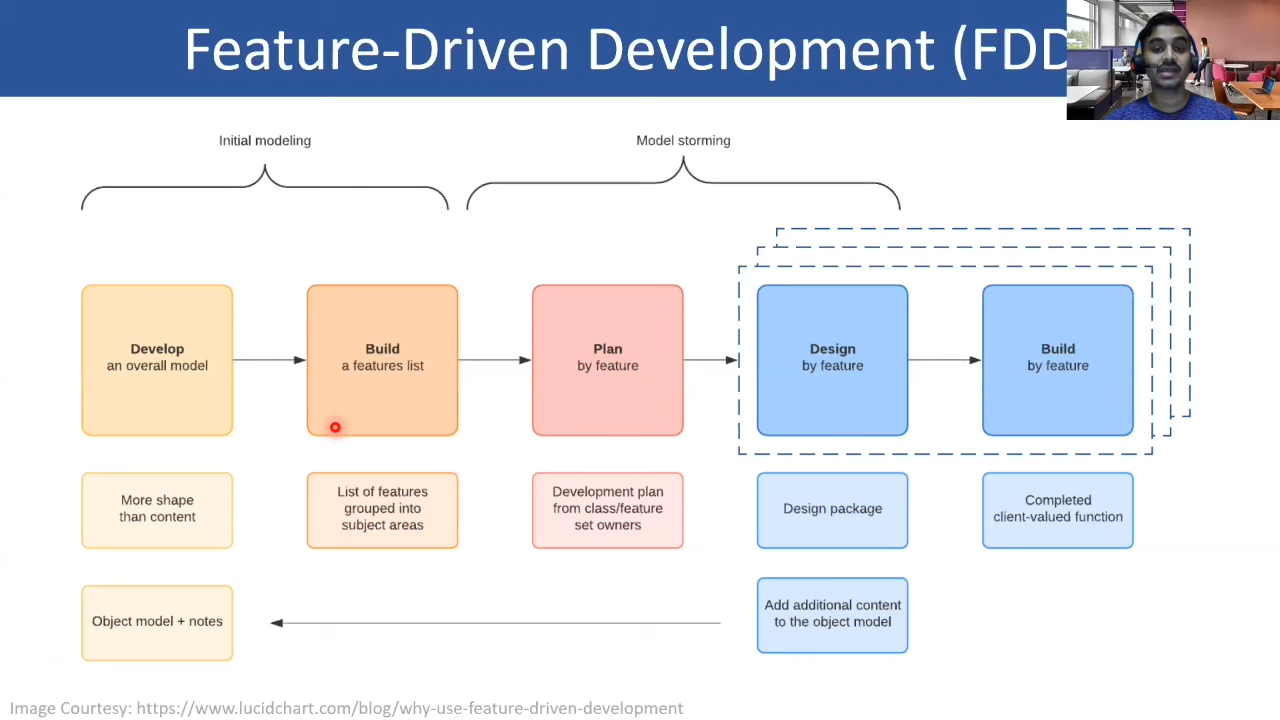 Feature-Driven Development (FDD
Initial modeling
Model storming
Develop
an overall model
Build
a features list
Plan
by feature
Design
by feature
Build
by feature
More shape
than content
List of features
grouped into
subject areas
Development plan
from class/feature
set owners
Design package
Completed
client-valued function
Object model + notes
Add additional content
to the object model
Image Courtesy: https://www.lucidchart.com/blog/why-use-feature-driven-development